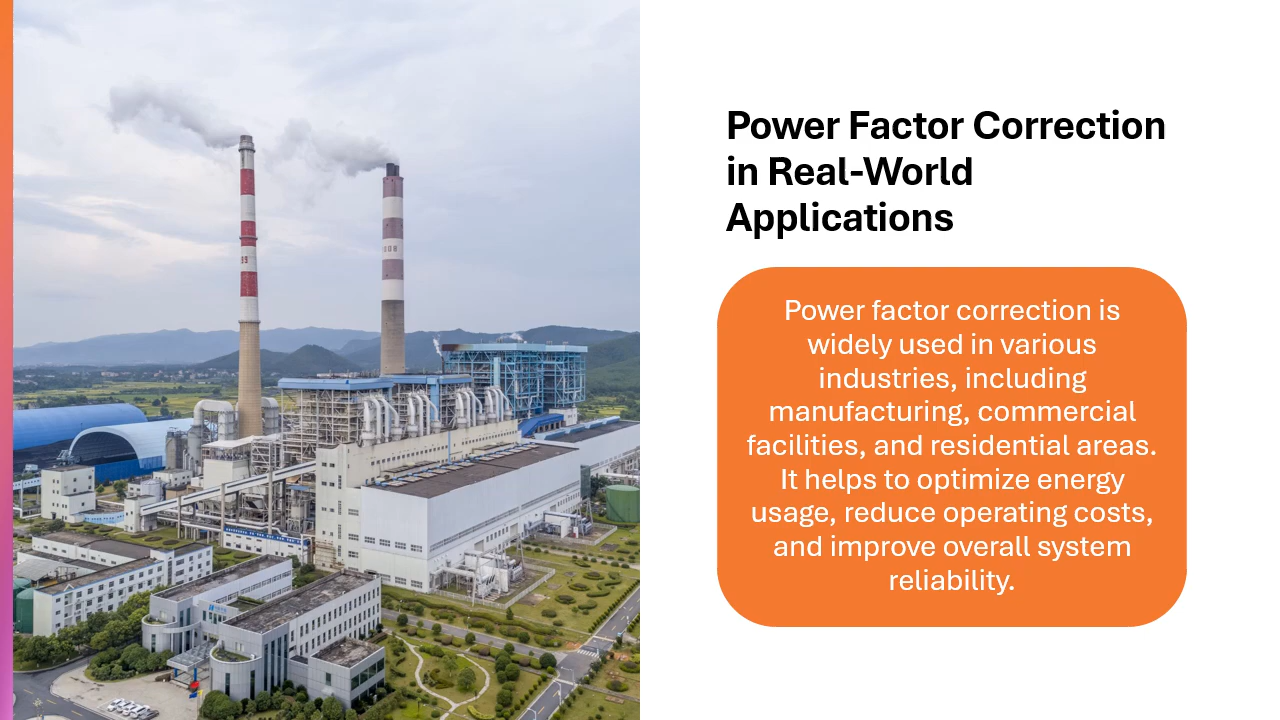 Power Factor Correction
in Real-World
Applications
Power factor correction is
widely used in various
industries, including
manufacturing, commercial
facilities, and residential areas.
It helps to optimize energy
usage, reduce operating costs,
and improve overall system
reliability.